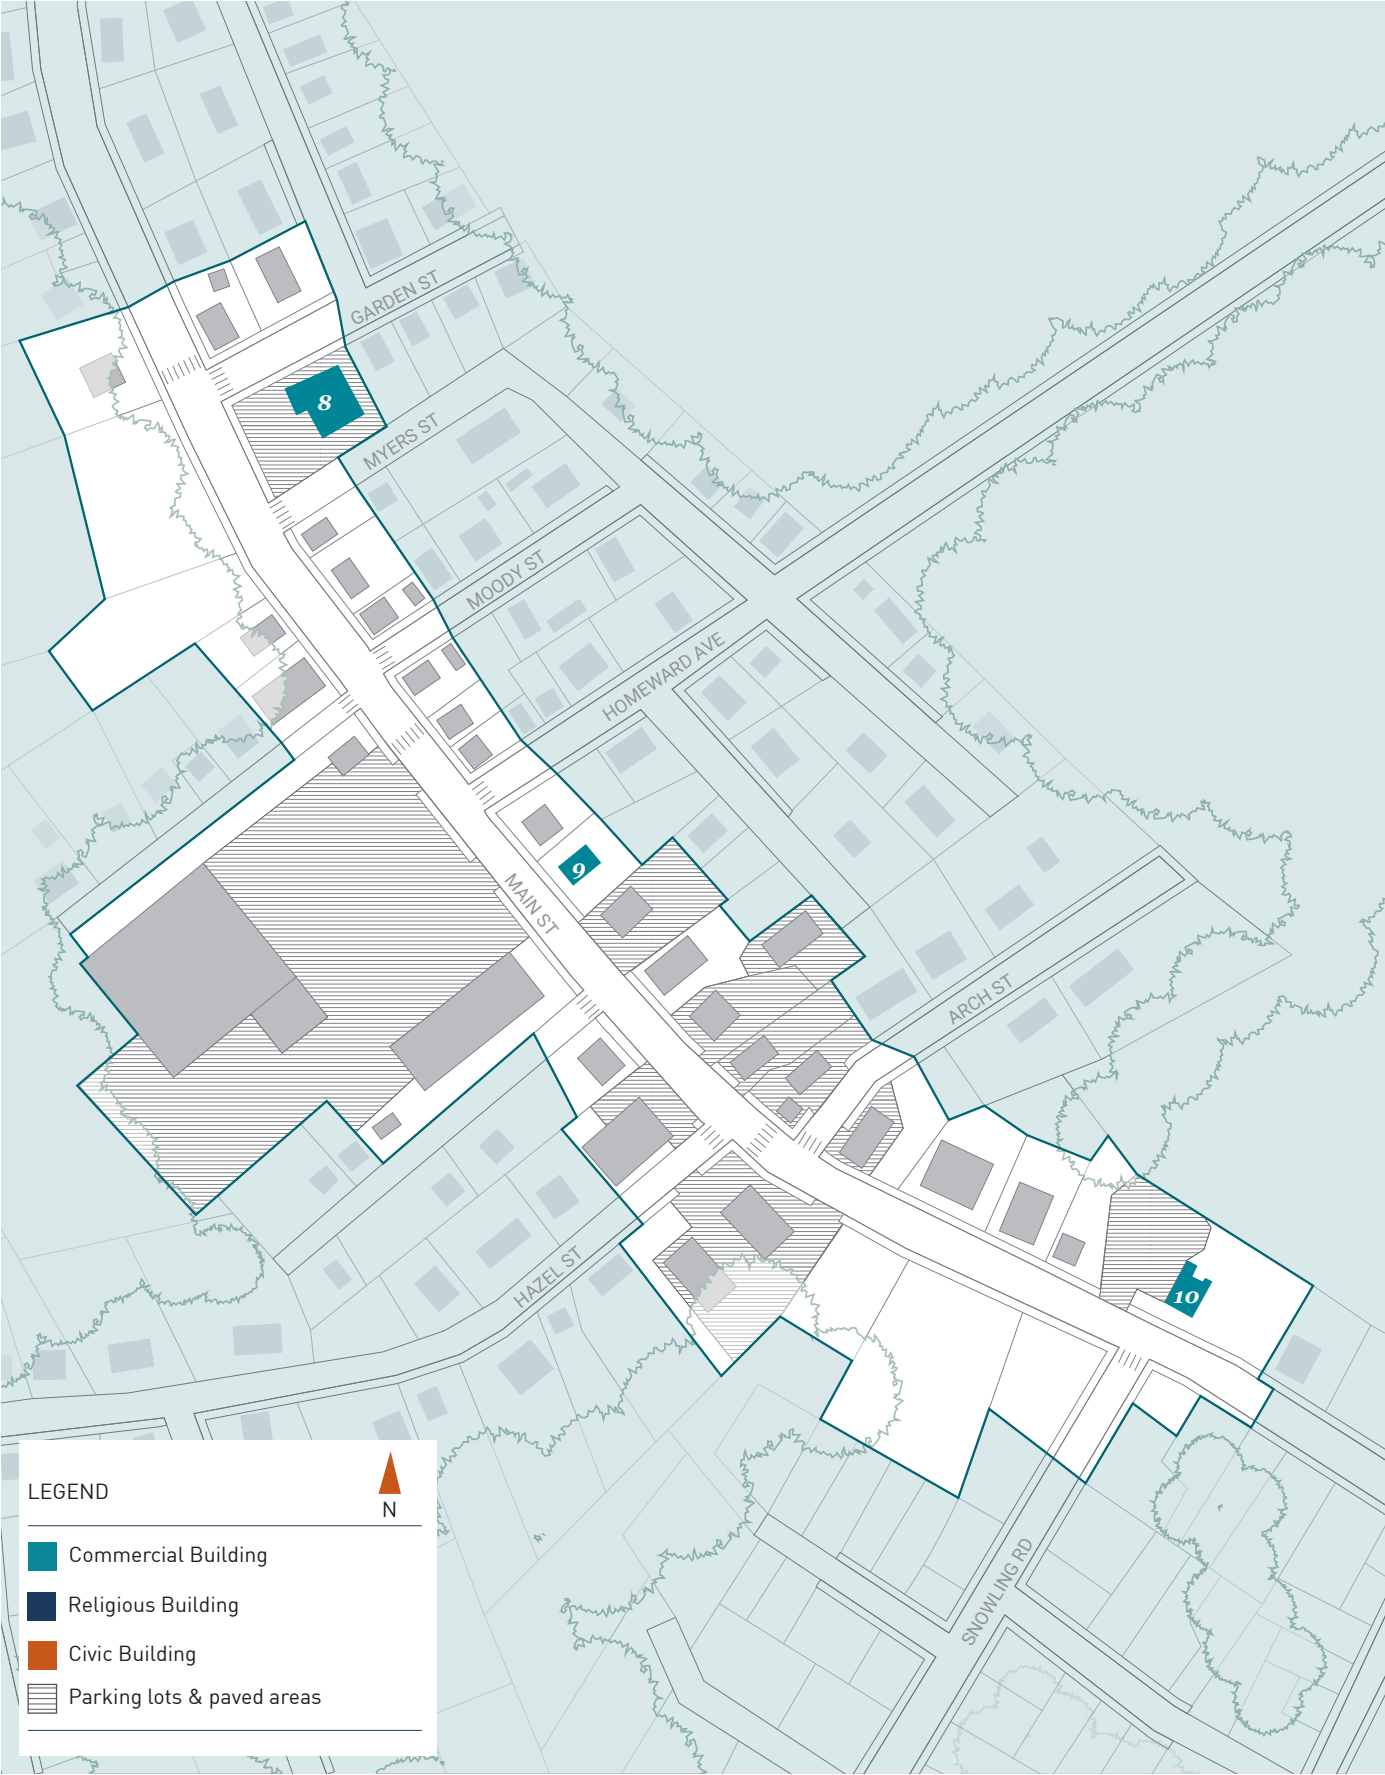 GARDEN ST
8
MYERS ST
MOODY ST
HOMEWARD AVE
9
MAIN ST
ARCH ST
HAZEL ST
10
SNOWLING RD
LEGEND
N
Commercial Building
Religious Building
Civic Building
Parking lots & paved areas